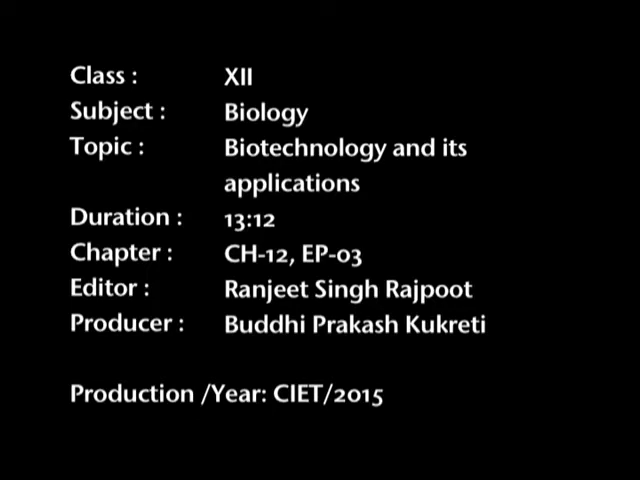 Class : XII
Subject : Biology
Topic : Biotechnology and its
applications
Duration : 13:12
Chapter : CH-12, EP-03
Editor : Ranjeet Singh Rajpoot
Producer : Buddhi Prakash Kukreti
Production /Year: CIET/2015